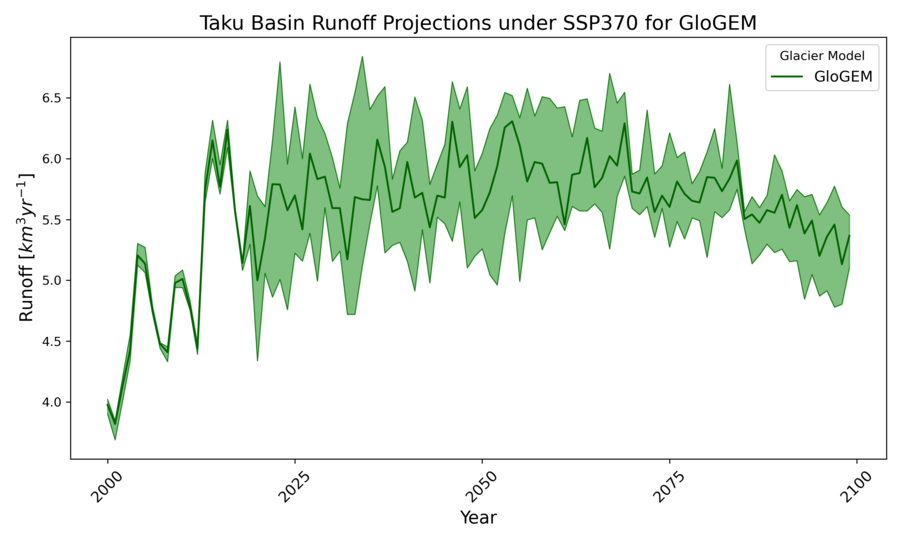 Taku Basin Runoff Projections under SSP370 for GloGEM
Glacier Model
GloGEM
Runoff [km³yr⁻¹]
6.5
6.0
5.5
5.0
4.5
4.0
2000
2025
2050
2075
2100
Year